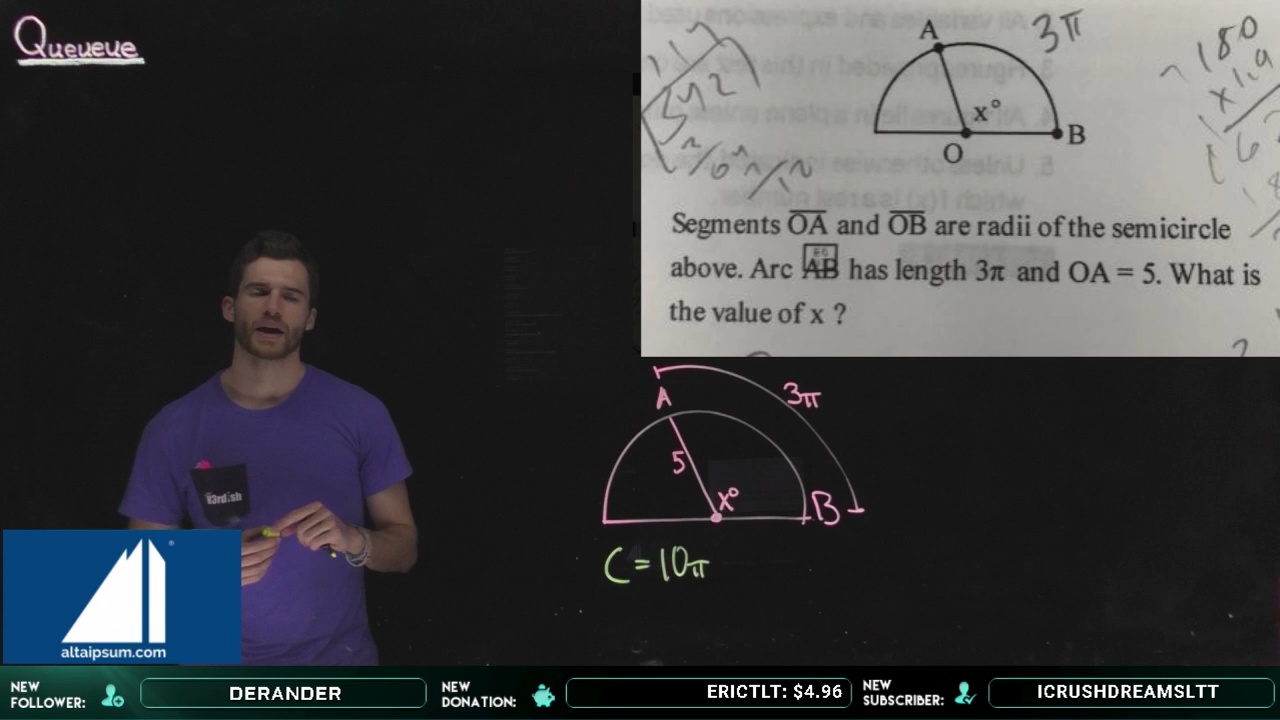 Queueue
A
3π
180
x°
O
B
Segments OA and OB are radii of the semicircle
above. Arc AB has length 3π and OA = 5. What is
the value of x ?
A
3π
5
x°
B
C = 10π
altaipsum.com
NEW FOLLOWER:
DERANDER
NEW DONATION:
ERICTLT: $4.96
NEW SUBSCRIBER:
ICRUSHDREAMSLTT